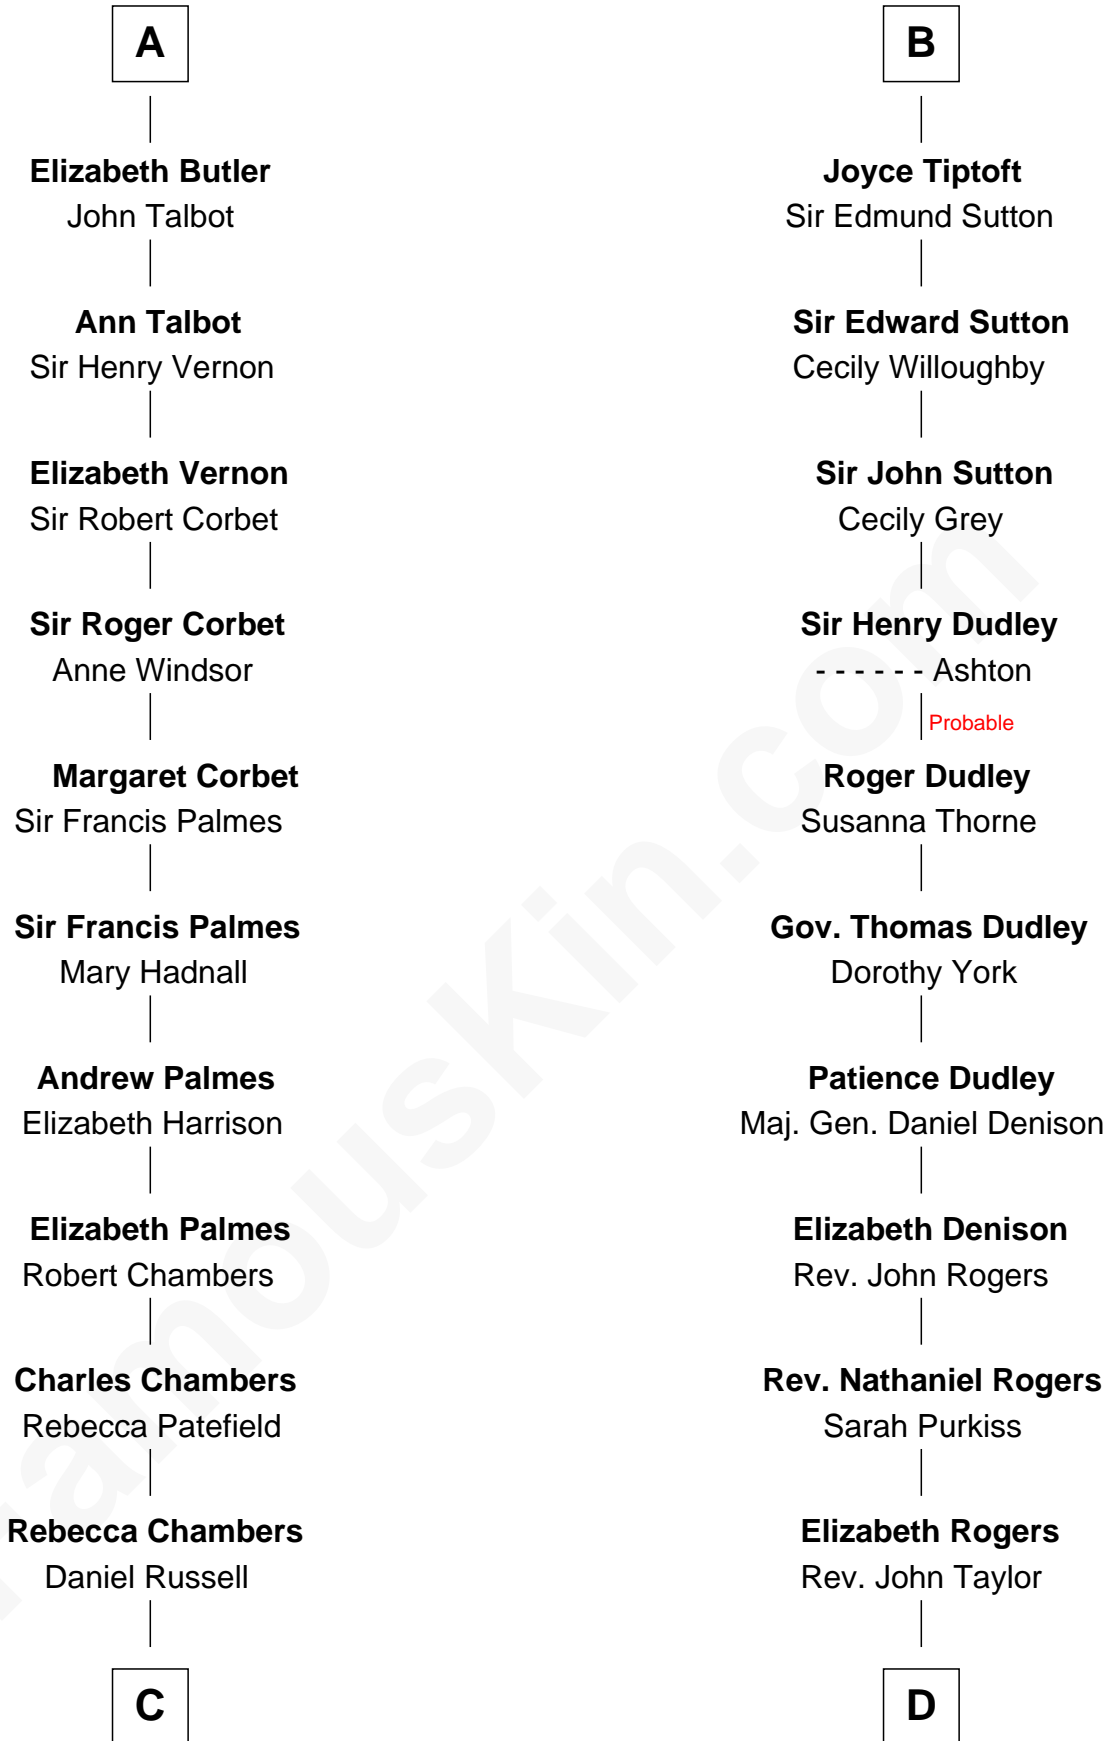 A
Elizabeth Butler
John Talbot
Ann Talbot
Sir Henry Vernon
Elizabeth Vernon
Sir Robert Corbet
Sir Roger Corbet
Anne Windsor
Margaret Corbet
Sir Francis Palmes
Sir Francis Palmes
Mary Hadnall
Andrew Palmes
Elizabeth Harrison
Elizabeth Palmes
Robert Chambers
Charles Chambers
Rebecca Patefield
Rebecca Chambers
Daniel Russell
C
B
Joyce Tiptoft
Sir Edmund Sutton
Sir Edward Sutton
Cecily Willoughby
Sir John Sutton
Cecily Grey
Sir Henry Dudley
- - - - - - Ashton
Probable
Roger Dudley
Susanna Thorne
Gov. Thomas Dudley
Dorothy York
Patience Dudley
Maj. Gen. Daniel Denison
Elizabeth Denison
Rev. John Rogers
Rev. Nathaniel Rogers
Sarah Purkiss
Elizabeth Rogers
Rev. John Taylor
D
FamousKin.com